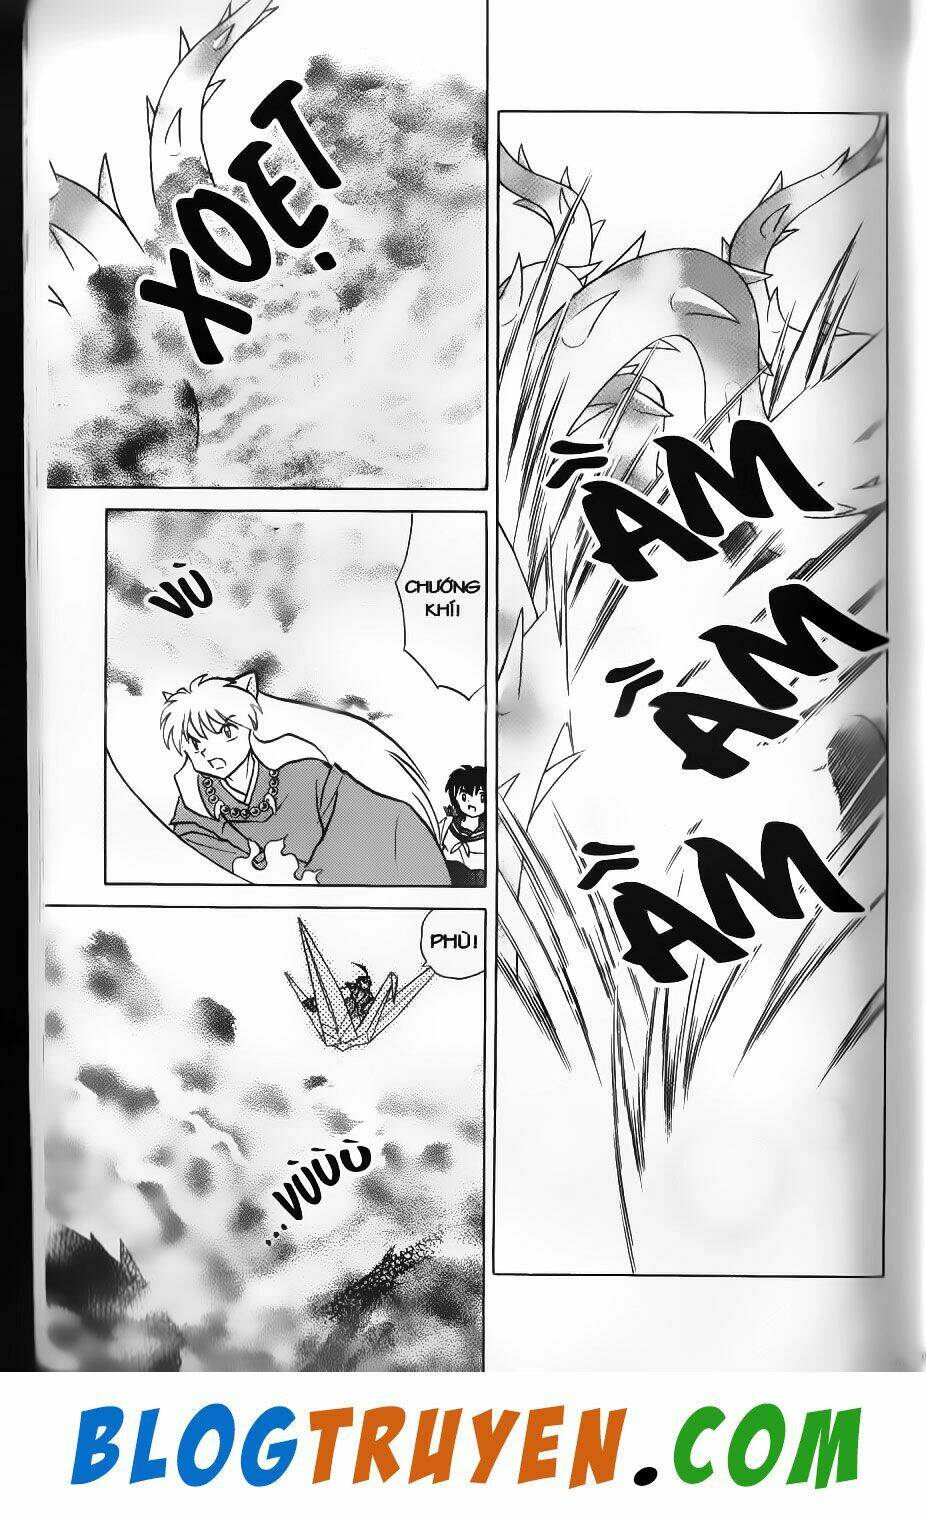 ẦM
ẦM
ẦM
XOẸT
CHƯỚNG
KHÍ!
VÙ
PHÙ!
...VÙÙÙ
BLOGTRUYEN.COM